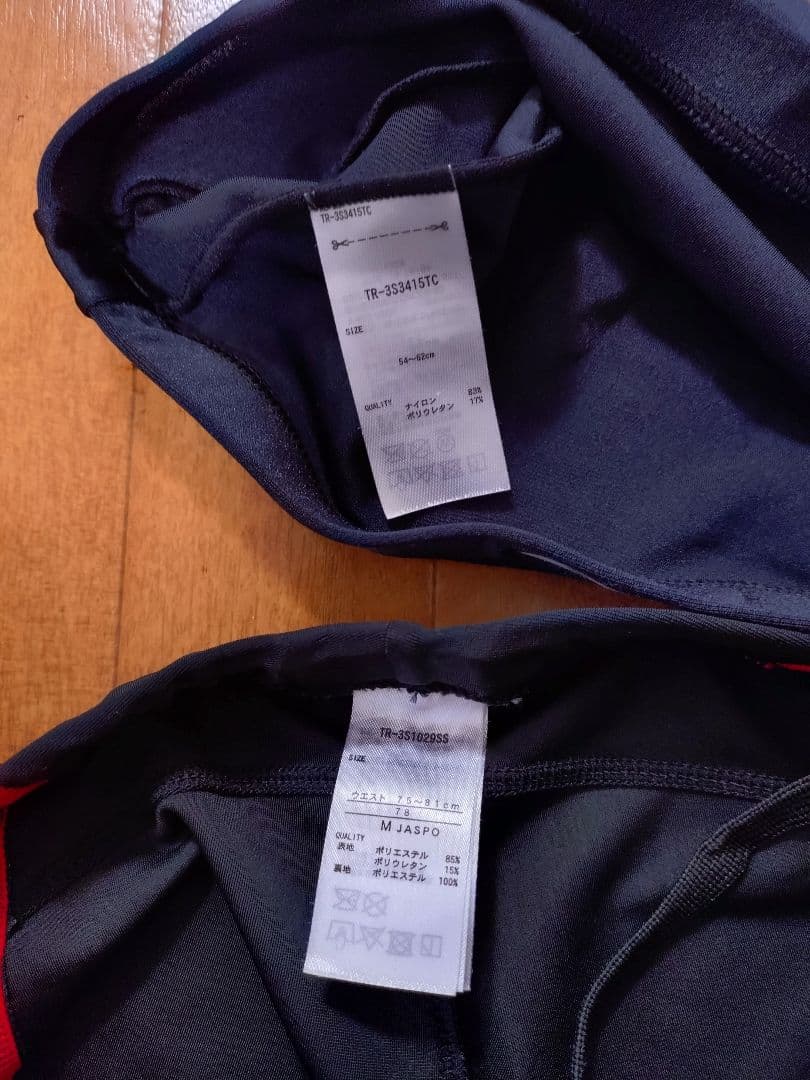 TR-3S3415TC
TR-3S3415TC
SIZE
54～62cm
QUALITY ナイロン 83%
ポリウレタン 17%
TR-3S1029SS
SIZE
ウエスト 75～81cm
78
M JASPO
QUALITY
表地 ポリエステル 85%
ポリウレタン 15%
裏地 ポリエステル 100%